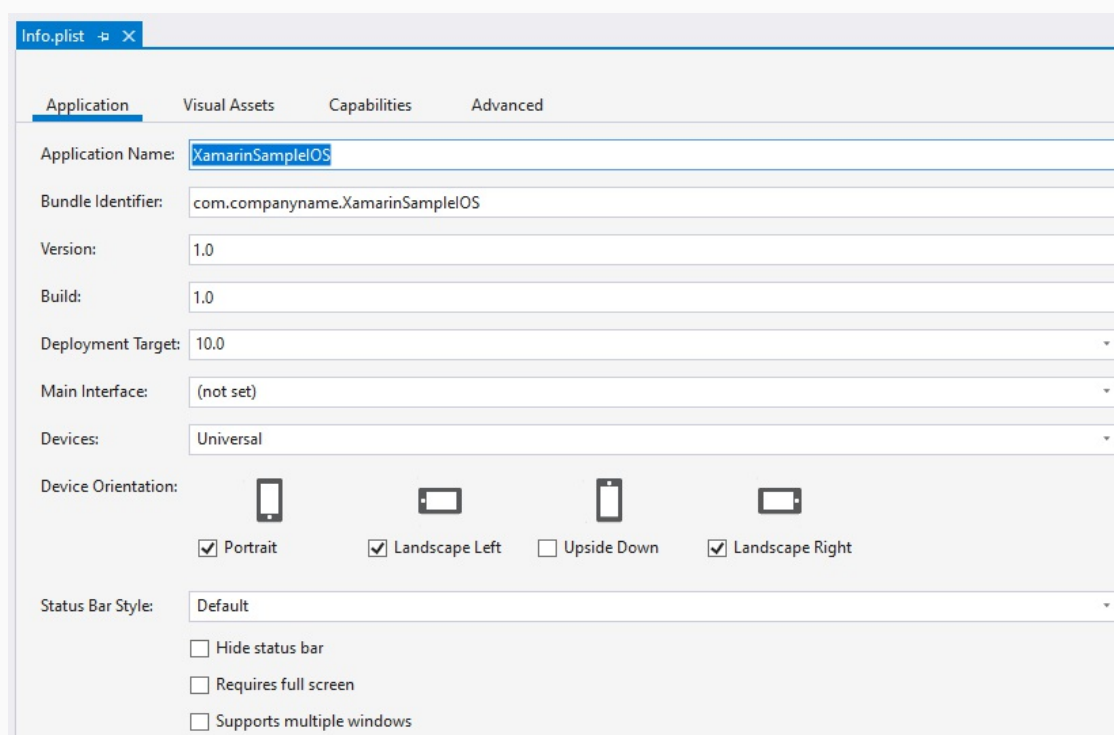 Info.plist
Application Visual Assets Capabilities Advanced
Application Name: XamarinSampleIOS
Bundle Identifier: com.companyname.XamarinSampleIOS
Version: 1.0
Build: 1.0
Deployment Target: 10.0
Main Interface: (not set)
Devices: Universal
Device Orientation:
Portrait Landscape Left Upside Down Landscape Right
Status Bar Style: Default
Hide status bar
Requires full screen
Supports multiple windows